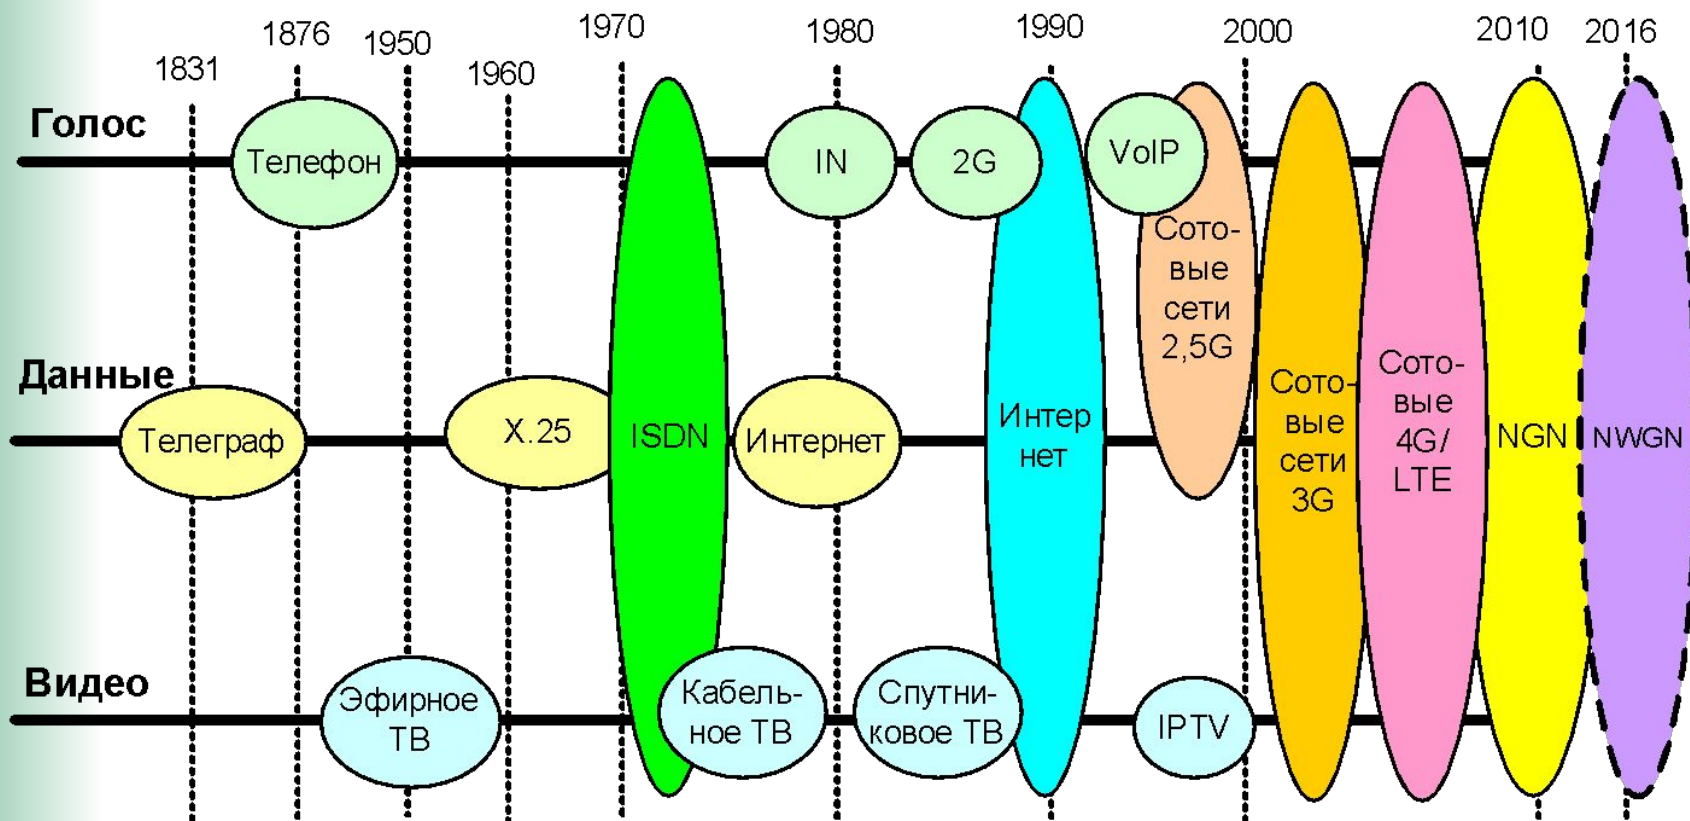 1831
1876
1950
1960
1970
1980
1990
2000
2010
2016
Голос
Телефон
IN
2G
VoIP
Сото-
вые
сети
2,5G
Данные
Телеграф
X.25
ISDN
Интернет
Интер
нет
Сото-
вые
сети
3G
Сото-
вые
4G/
LTE
NGN
NWGN
Видео
Эфирное
ТВ
Кабель-
ное ТВ
Спутни-
ковое ТВ
IPTV